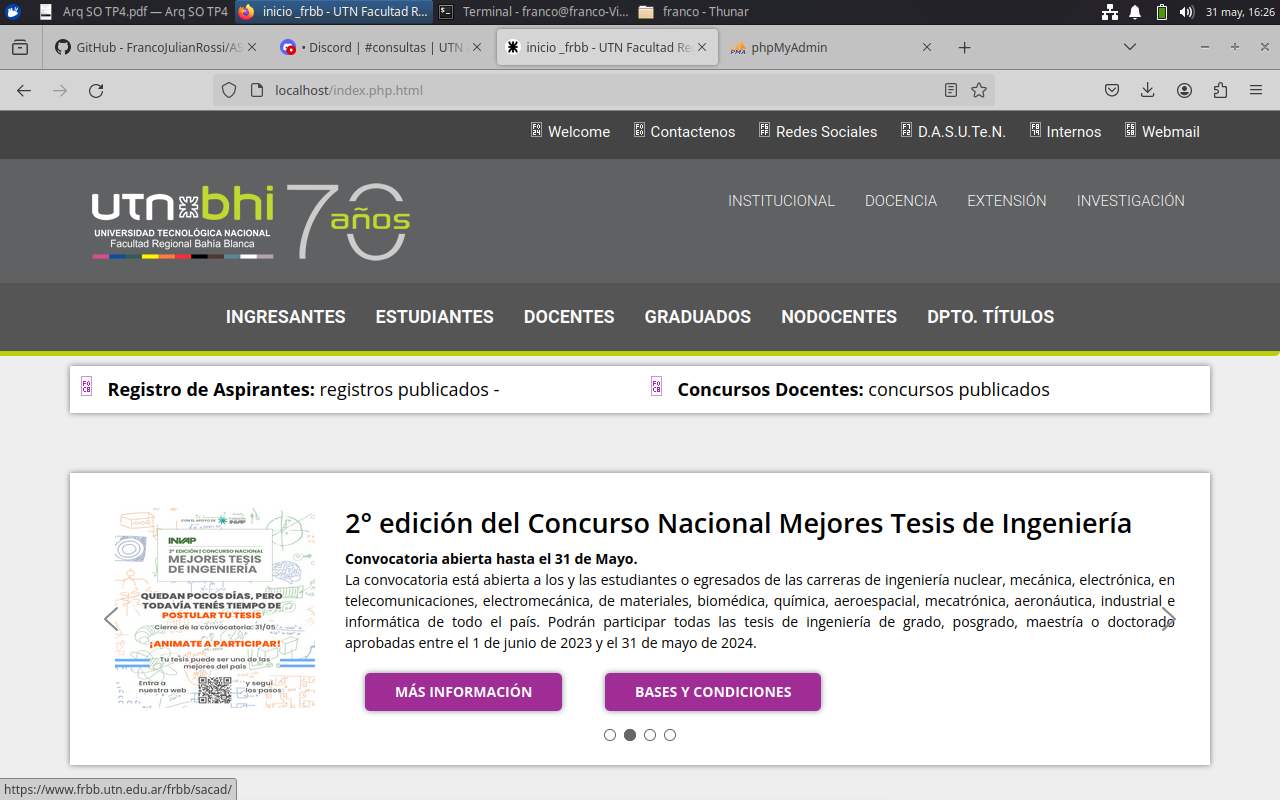 Arq SO TP4.pdf — Arq SO TP4
inicio _frbb - UTN Facultad R...
Terminal - franco@franco-Vi...
franco - Thunar
31 may, 16:26
GitHub - FrancoJulianRossi/AS
• Discord | #consultas | UTN
inicio _frbb - UTN Facultad Re
phpMyAdmin
localhost/index.php.html
Welcome
Contactenos
Redes Sociales
D.A.S.U.Te.N.
Internos
Webmail
utn bhi 70 años
UNIVERSIDAD TECNOLÓGICA NACIONAL
Facultad Regional Bahía Blanca
INSTITUCIONAL
DOCENCIA
EXTENSIÓN
INVESTIGACIÓN
INGRESANTES
ESTUDIANTES
DOCENTES
GRADUADOS
NODOCENTES
DPTO. TÍTULOS
Registro de Aspirantes: registros publicados -
Concursos Docentes: concursos publicados
CON EL APOYO DE
INVAP
2º EDICIÓN | CONCURSO NACIONAL
MEJORES TESIS
DE INGENIERÍA
QUEDAN POCOS DÍAS, PERO
TODAVÍA TENÉS TIEMPO DE
POSTULAR TU TESIS
Cierre de la convocatoria: 31/05
¡ANIMATE A PARTICIPAR!
Tu tesis puede ser una de las
mejores del país
Entra a
nuestra web
y seguí
los pasos
2° edición del Concurso Nacional Mejores Tesis de Ingeniería
Convocatoria abierta hasta el 31 de Mayo.
La convocatoria está abierta a los y las estudiantes o egresados de las carreras de ingeniería nuclear, mecánica, electrónica, en
telecomunicaciones, electromecánica, de materiales, biomédica, química, aeroespacial, mecatrónica, aeronáutica, industrial e
informática de todo el país. Podrán participar todas las tesis de ingeniería de grado, posgrado, maestría o doctorado
aprobadas entre el 1 de junio de 2023 y el 31 de mayo de 2024.
MÁS INFORMACIÓN
BASES Y CONDICIONES
https://www.frbb.utn.edu.ar/frbb/sacad/